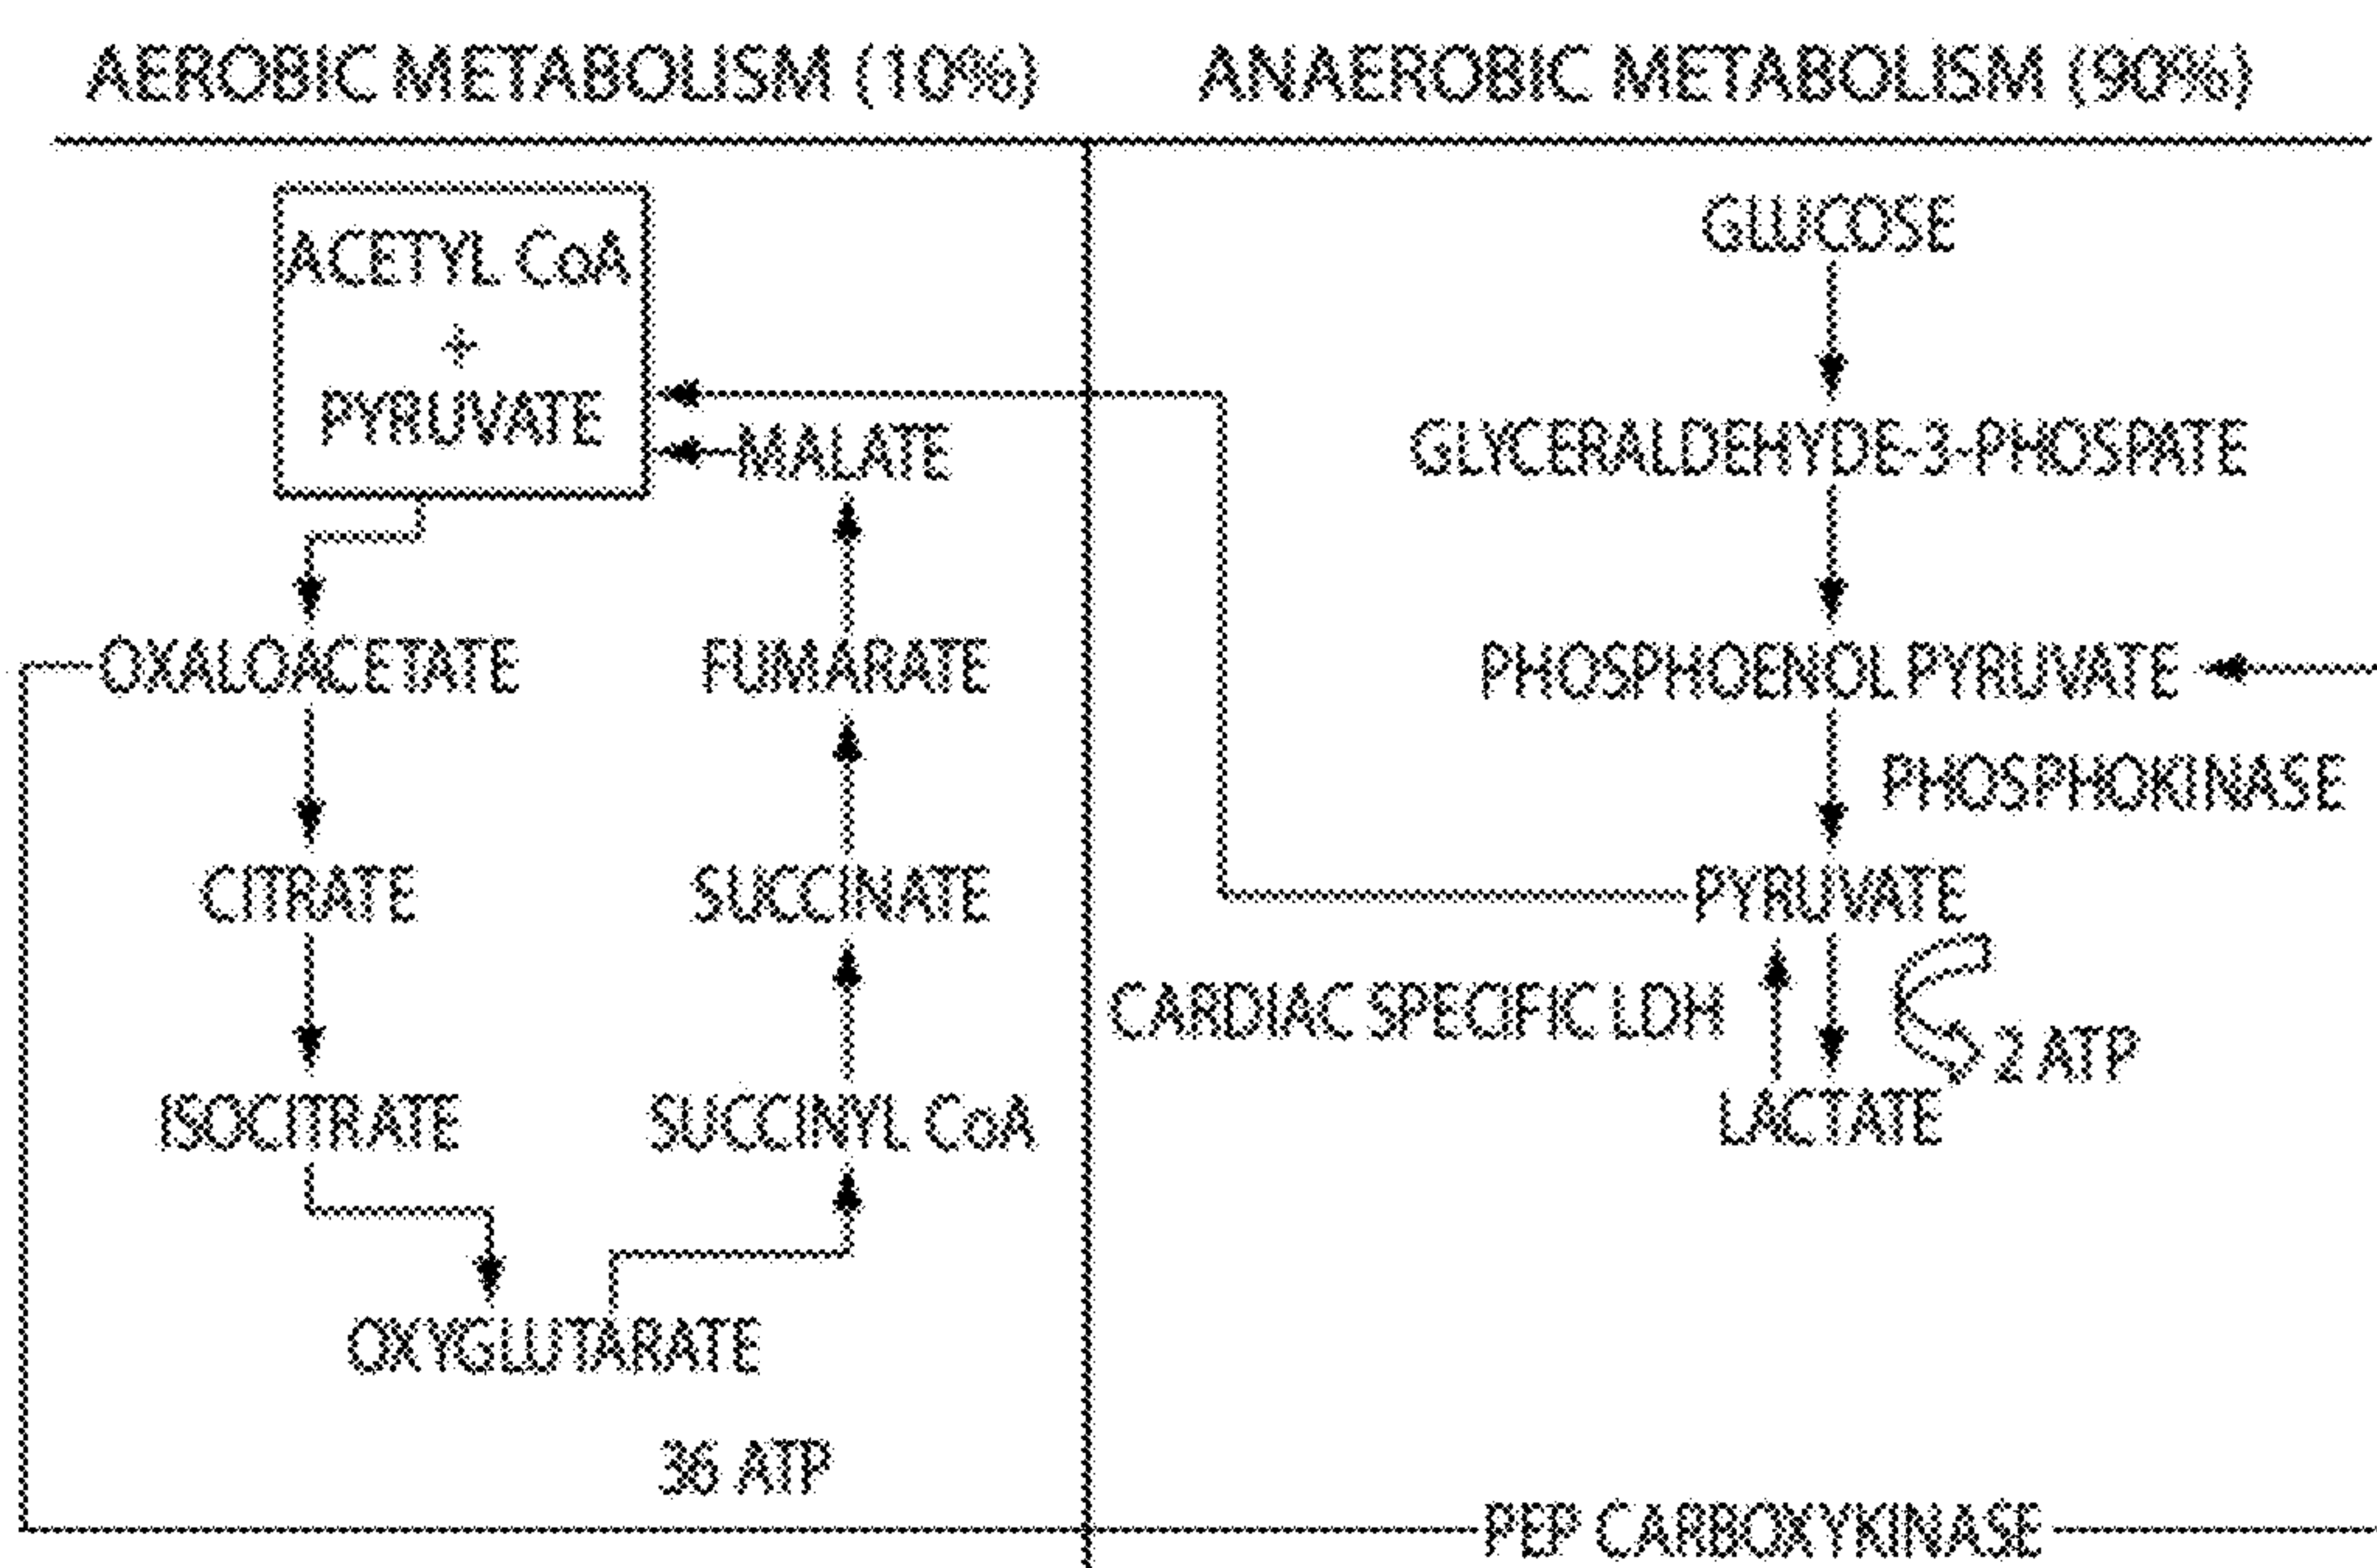 AEROBIC METABOLISM (10%)
ANAEROBIC METABOLISM (90%)
ACETYL CoA
+
PYRUVATE
MALATE
OXALOACETATE
FUMARATE
CITRATE
SUCCINATE
ISOCITRATE
SUCCINYL CoA
OXYGLUTARATE
36 ATP
GLUCOSE
GLYCERALDEHYDE-3-PHOSPATE
PHOSPHOENOL PYRUVATE
PHOSPHOKINASE
PYRUVATE
CARDIAC SPECIFIC LDH
2 ATP
LACTATE
PEP CARBOXYKINASE